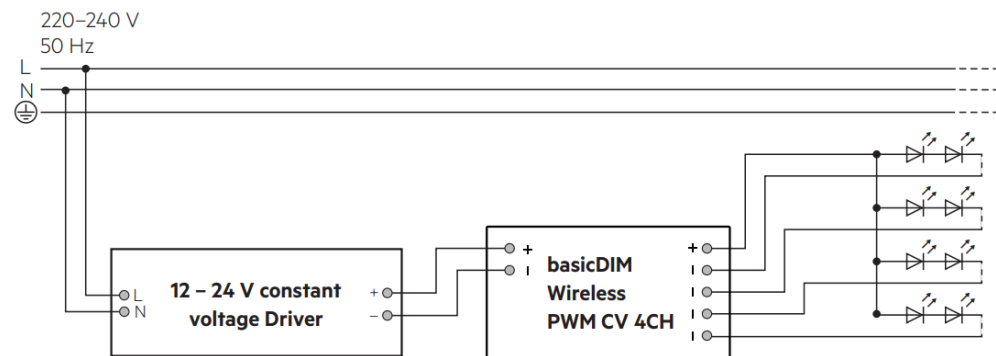 220–240 V
50 Hz
L
N
L
N
12 – 24 V constant
voltage Driver
+
–
+
–
basicDIM
Wireless
PWM CV 4CH
+
–
–
–
–